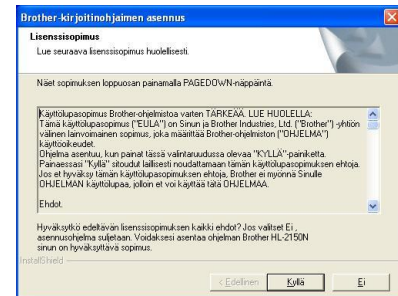 Brother-kirjoitinohjaimen asennus
Lisenssisopimus
Lue seuraava lisenssisopimus huolellisesti.
Näet sopimuksen loppuosan painamalla PAGEDOWN-näppäintä.
Käyttölupasopimus Brother-ohjelmistoa varten TÄRKEÄÄ. LUE HUOLELLA:
Tämä käyttölupasopimus ("EULA") on Sinun ja Brother Industries, Ltd. ("Brother") -yhtiön
välinen lainvoimainen sopimus, joka määrittää Brother-ohjelmiston ("OHJELMA")
käyttöoikeudet.
Ohjelma asentuu, kun painat tässä valintaruudussa olevaa "KYLLÄ"-painiketta.
Painaessasi "Kyllä" sitoudut laillisesti noudattamaan tämän käyttölupasopimuksen ehtoja.
Jos et hyväksy tämän käyttölupasopimuksen ehtoja, Brother ei myönnä Sinulle
OHJELMAN käyttölupaa, jolloin et voi käyttää tätä OHJELMAA.
Ehdot.
Hyväksytkö edeltävän lisenssisopimuksen kaikki ehdot? Jos valitset Ei ,
asennusohjelma suljetaan. Voidaksesi asentaa ohjelman Brother HL-2150N
sinun on hyväksyttävä sopimus.
InstallShield
< Edellinen Kyllä Ei